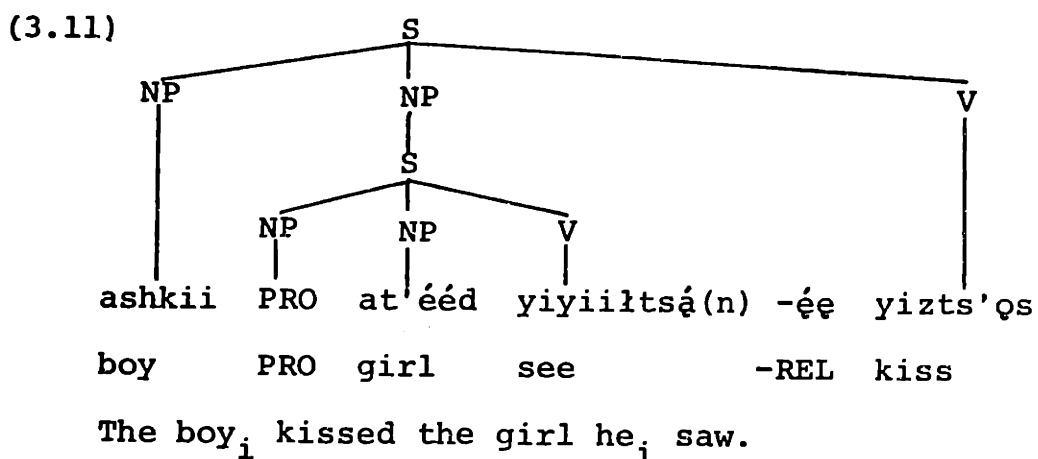 (3.11)
S
NP NP V
S
NP NP V
ashkii PRO at'ééd yiyiiłtsą́(n) -ę́ę yizts'ǫs
boy PRO girl see -REL kiss
The boyᵢ kissed the girl heᵢ saw.